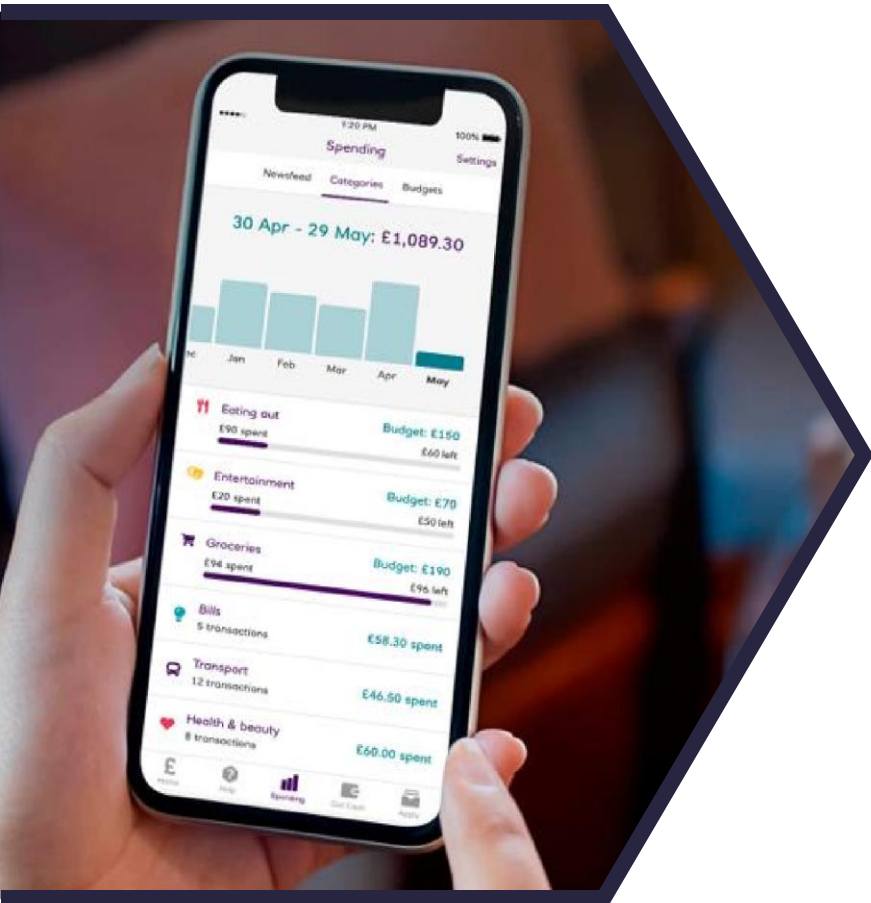 1:20 PM
100%
Spending
Settings
Newsfeed
Categories
Budgets
30 Apr - 29 May: £1,089.30
Jan
Feb
Mar
Apr
May
Eating out
Budget: £150
£90 spent
£60 left
Entertainment
Budget: £70
£20 spent
£50 left
Groceries
Budget: £190
£94 spent
£96 left
Bills
5 transactions
£58.30 spent
Transport
12 transactions
£46.50 spent
Health & beauty
8 transactions
£60.00 spent
£
Home
Help
Spending
Get Cash
Apply